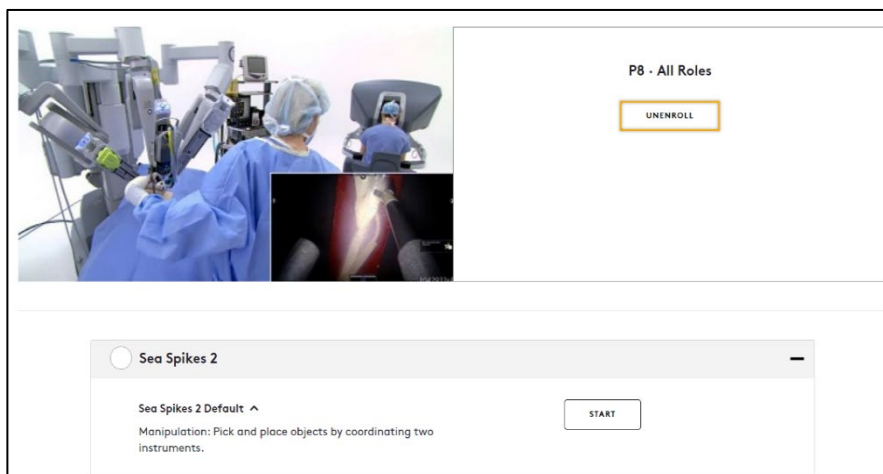 P8 · All Roles
UNENROLL
Sea Spikes 2
Sea Spikes 2 Default
START
Manipulation: Pick and place objects by coordinating two
instruments.